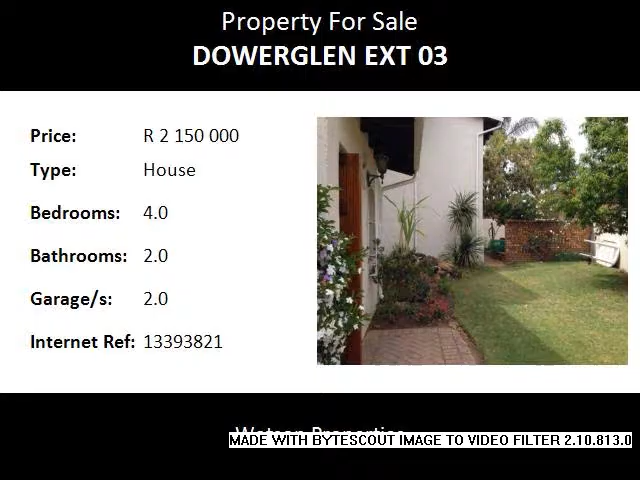 Property For Sale
DOWERGLEN EXT 03
Price: R 2 150 000
Type: House
Bedrooms: 4.0
Bathrooms: 2.0
Garage/s: 2.0
Internet Ref: 13393821
MADE WITH BYTESCOUT IMAGE TO VIDEO FILTER 2.10.813.0